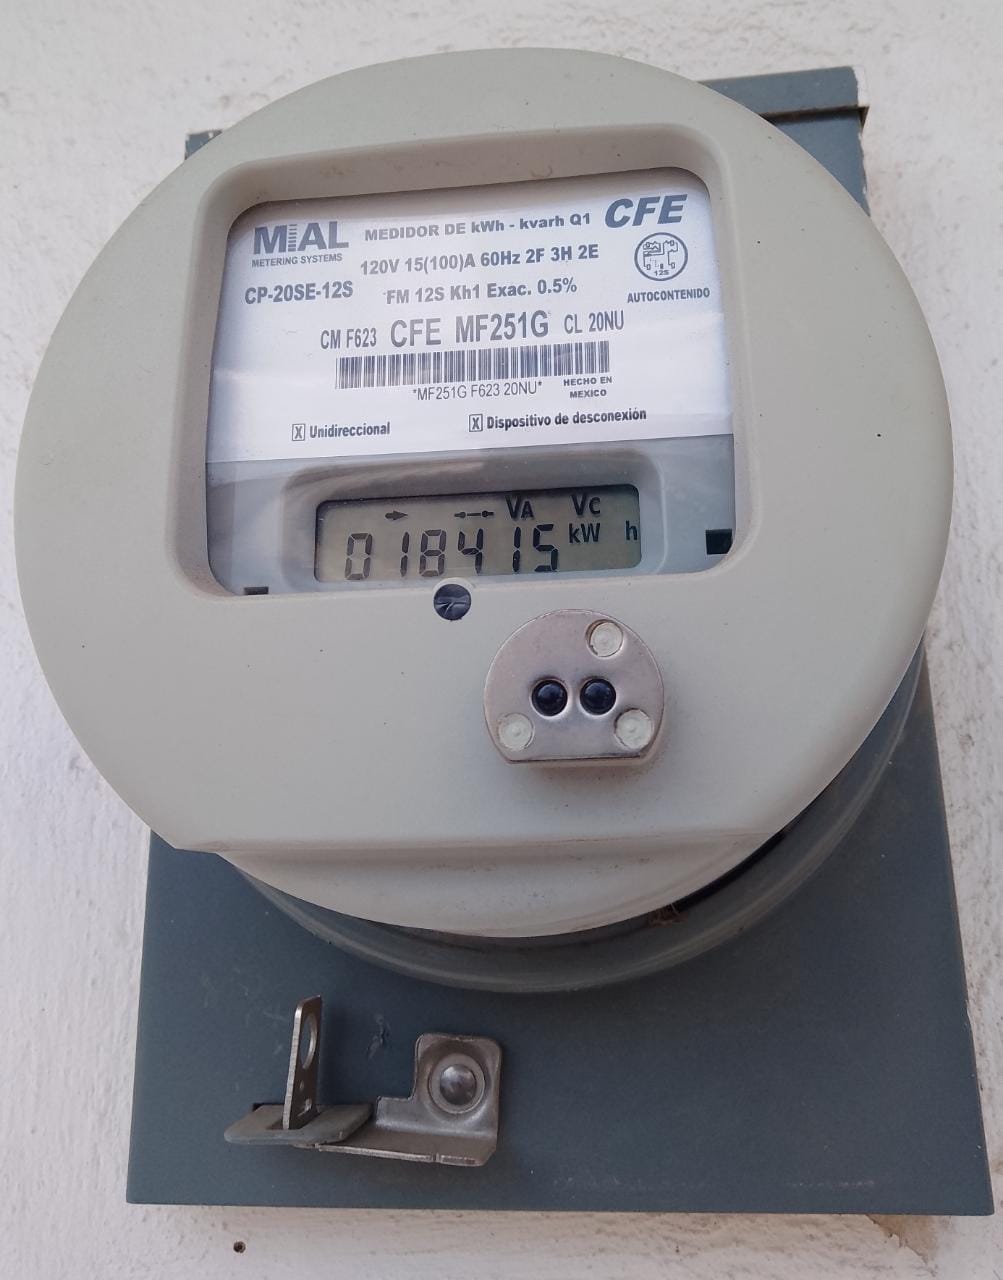 MIAL
METERING SYSTEMS
MEDIDOR DE kWh - kvarh Q1
CFE
120V 15(100)A 60Hz 2F 3H 2E
12S
CP-20SE-12S
FM 12S Kh1 Exac. 0.5%
AUTOCONTENIDO
CM F623 CFE MF251G CL 20NU
*MF251G F623 20NU*
HECHO EN
MEXICO
X Unidireccional
X Dispositivo de desconexión
VA VC
018415 kW h